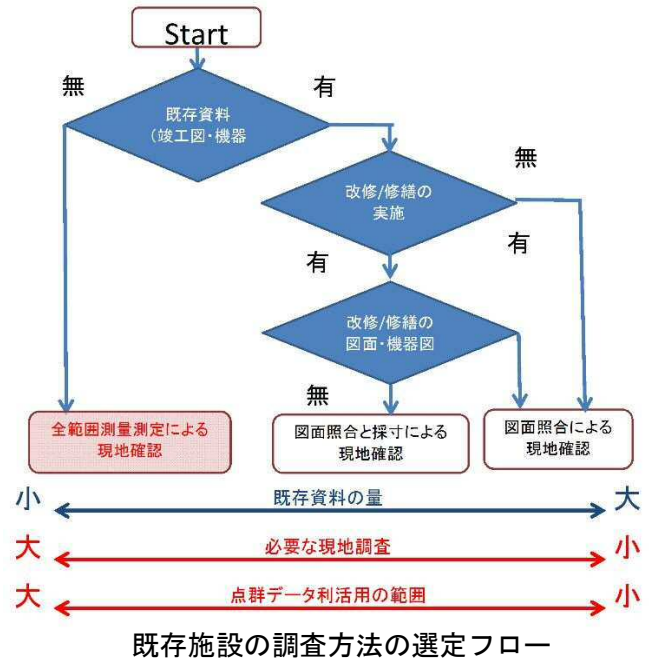 Start
無
有
既存資料
(竣工図・機器
無
改修/修繕の
実施
有
有
改修/修繕の
図面・機器図
無
全範囲測量測定による
現地確認
図面照合と採寸による
現地確認
図面照合による
現地確認
小
既存資料の量
大
大
必要な現地調査
小
大
点群データ利活用の範囲
小
既存施設の調査方法の選定フロー